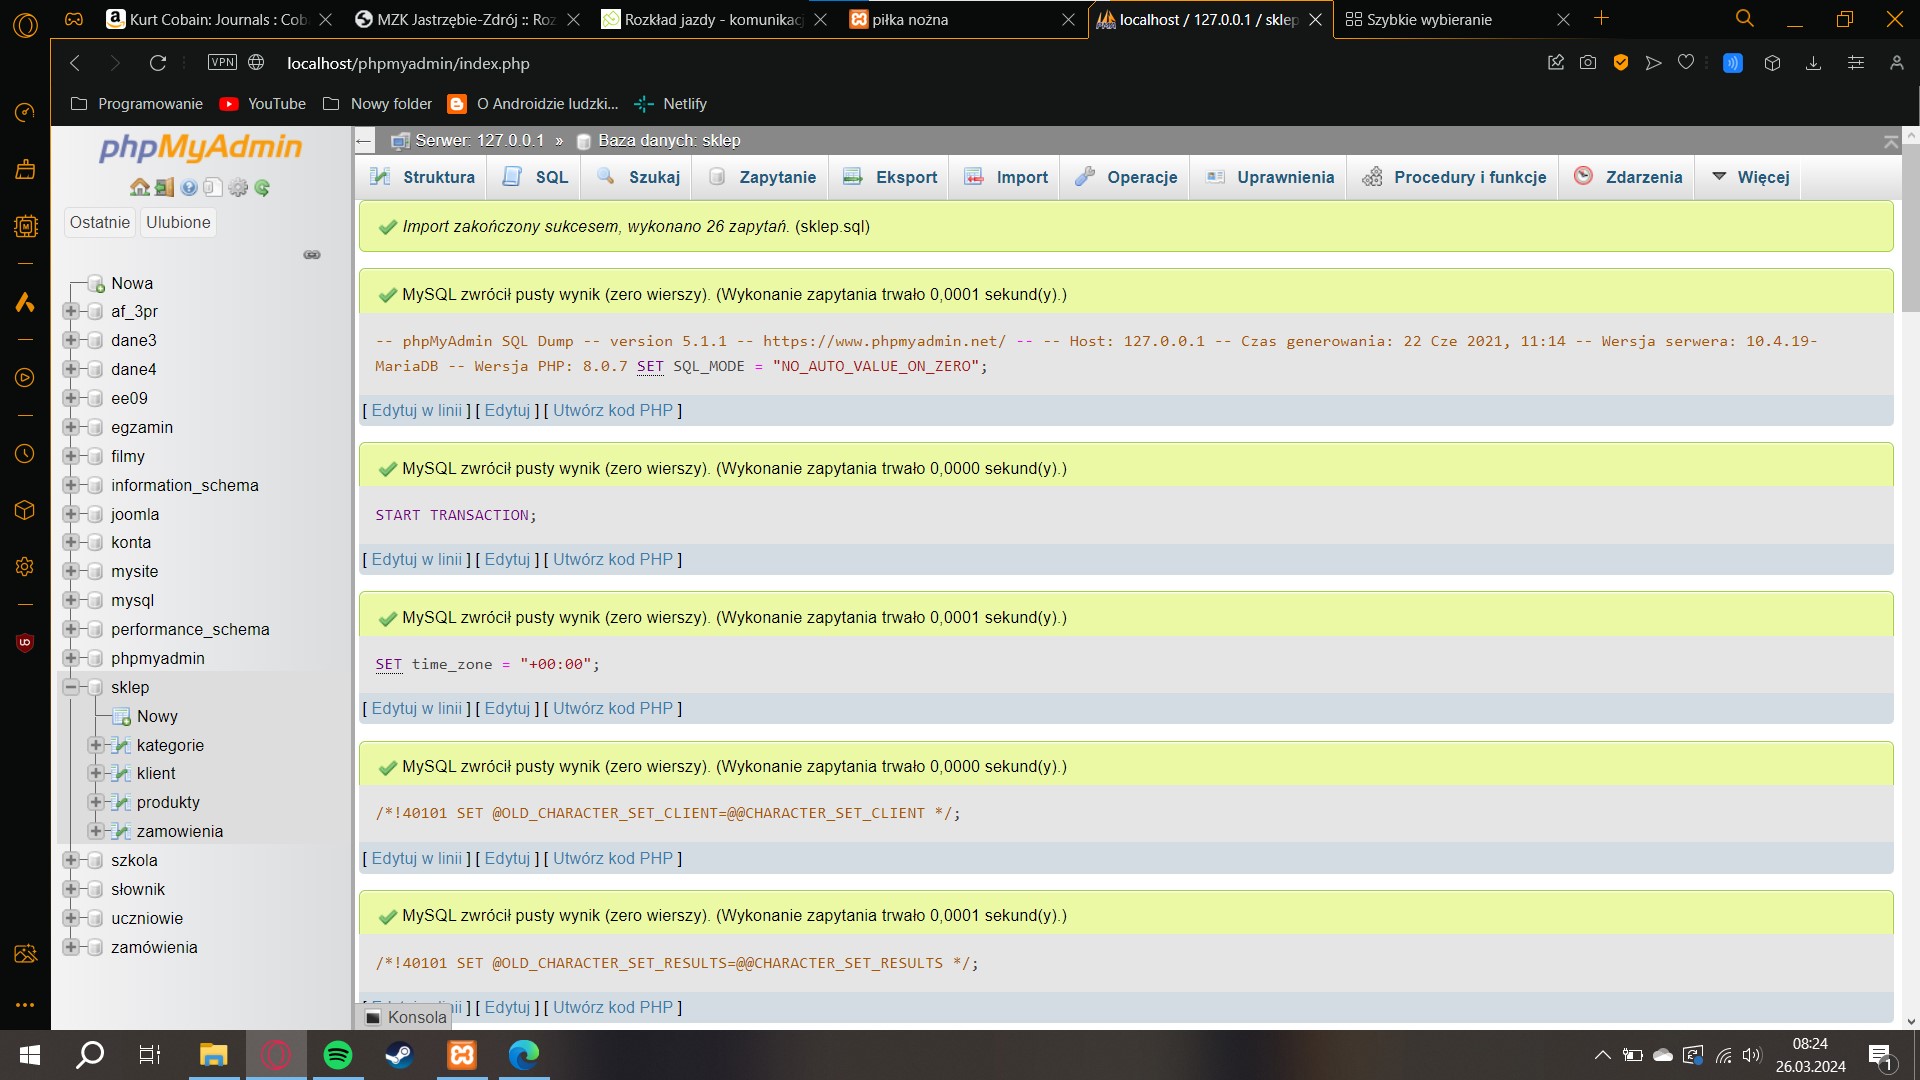 Kurt Cobain: Journals : Cob
MZK Jastrzębie-Zdrój :: Roz
Rozkład jazdy - komunikacj
piłka nożna
localhost / 127.0.0.1 / sklep
Szybkie wybieranie
VPN
localhost/phpmyadmin/index.php
Programowanie
YouTube
Nowy folder
O Androidzie ludzki...
Netlify
phpMyAdmin
Ostatnie
Ulubione
Nowa
af_3pr
dane3
dane4
ee09
egzamin
filmy
information_schema
joomla
konta
mysite
mysql
performance_schema
phpmyadmin
sklep
Nowy
kategorie
klient
produkty
zamowienia
szkola
słownik
uczniowie
zamówienia
Serwer: 127.0.0.1 » Baza danych: sklep
Struktura
SQL
Szukaj
Zapytanie
Eksport
Import
Operacje
Uprawnienia
Procedury i funkcje
Zdarzenia
Więcej
Import zakończony sukcesem, wykonano 26 zapytań. (sklep.sql)
MySQL zwrócił pusty wynik (zero wierszy). (Wykonanie zapytania trwało 0,0001 sekund(y).)
-- phpMyAdmin SQL Dump -- version 5.1.1 -- https://www.phpmyadmin.net/ -- -- Host: 127.0.0.1 -- Czas generowania: 22 Cze 2021, 11:14 -- Wersja serwera: 10.4.19-
MariaDB -- Wersja PHP: 8.0.7 SET SQL_MODE = "NO_AUTO_VALUE_ON_ZERO";
[ Edytuj w linii ] [ Edytuj ] [ Utwórz kod PHP ]
MySQL zwrócił pusty wynik (zero wierszy). (Wykonanie zapytania trwało 0,0000 sekund(y).)
START TRANSACTION;
[ Edytuj w linii ] [ Edytuj ] [ Utwórz kod PHP ]
MySQL zwrócił pusty wynik (zero wierszy). (Wykonanie zapytania trwało 0,0001 sekund(y).)
SET time_zone = "+00:00";
[ Edytuj w linii ] [ Edytuj ] [ Utwórz kod PHP ]
MySQL zwrócił pusty wynik (zero wierszy). (Wykonanie zapytania trwało 0,0000 sekund(y).)
/*!40101 SET @OLD_CHARACTER_SET_CLIENT=@@CHARACTER_SET_CLIENT */;
[ Edytuj w linii ] [ Edytuj ] [ Utwórz kod PHP ]
MySQL zwrócił pusty wynik (zero wierszy). (Wykonanie zapytania trwało 0,0001 sekund(y).)
/*!40101 SET @OLD_CHARACTER_SET_RESULTS=@@CHARACTER_SET_RESULTS */;
] [ Edytuj ] [ Utwórz kod PHP ]
Konsola
08:24
26.03.2024
1